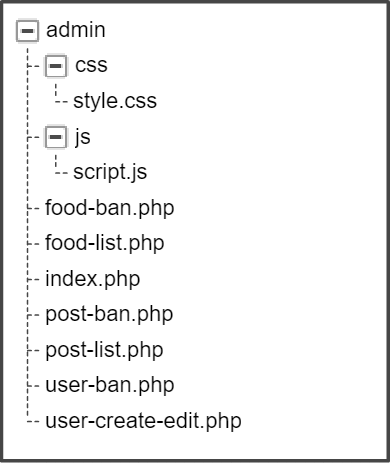 admin
css
style.css
js
script.js
food-ban.php
food-list.php
index.php
post-ban.php
post-list.php
user-ban.php
user-create-edit.php